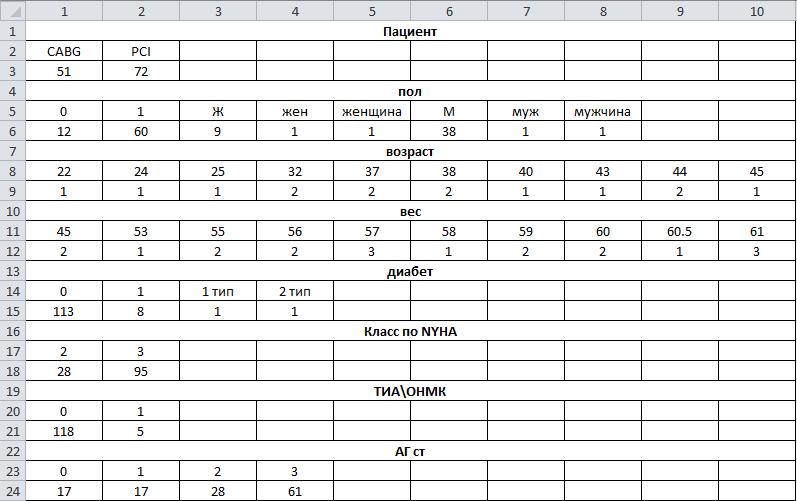 1 2 3 4 5 6 7 8 9 10
1 Пациент
2 CABG PCI
3 51 72
4 пол
5 0 1 Ж жен женщина М муж мужчина
6 12 60 9 1 1 38 1 1
7 возраст
8 22 24 25 32 37 38 40 43 44 45
9 1 1 1 2 2 2 1 1 2 1
10 вес
11 45 53 55 56 57 58 59 60 60.5 61
12 2 1 2 2 3 1 2 2 1 3
13 диабет
14 0 1 1 тип 2 тип
15 113 8 1 1
16 Класс по NYHA
17 2 3
18 28 95
19 ТИА\ОНМК
20 0 1
21 118 5
22 АГ ст
23 0 1 2 3
24 17 17 28 61